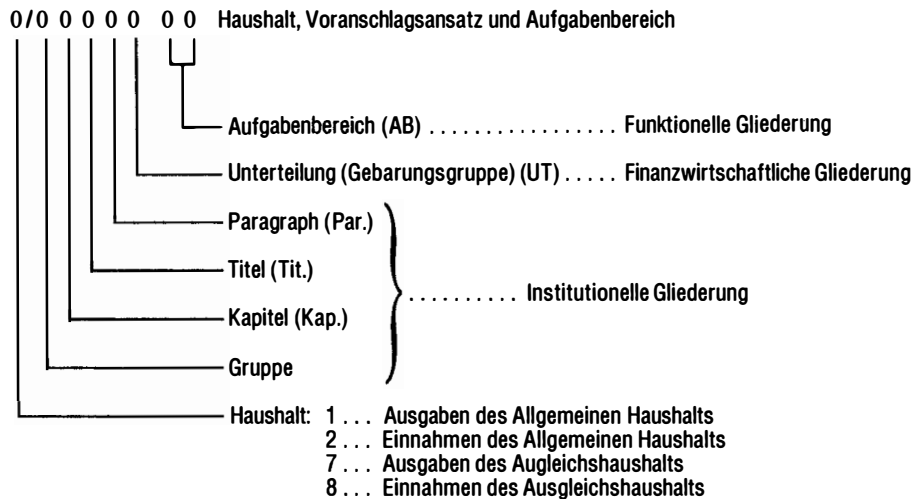 0/0 0 0 0 0 0 0 Haushalt, Voranschlagsansatz und Aufgabenbereich
Aufgabenbereich (AB) . . . . . . . . . . . . . . . . . Funktionelle Gliederung
Unterteilung (Gebarungsgruppe) (UT) . . . . . Finanzwirtschaftliche Gliederung
Paragraph (Par.)
Titel (Tit.)
. . . . . . . . . . Institutionelle Gliederung
Kapitel (Kap.)
Gruppe
Haushalt: 1 . . . Ausgaben des Allgemeinen Haushalts
2 . . . Einnahmen des Allgemeinen Haushalts
7 . . . Ausgaben des Augleichshaushalts
8 . . . Einnahmen des Ausgleichshaushalts